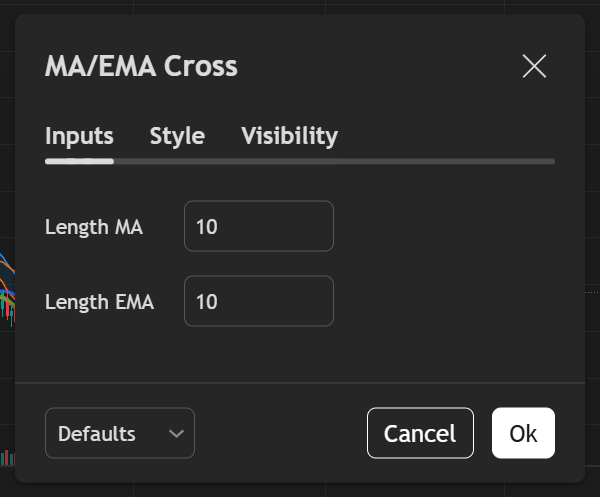 MA/EMA Cross
Inputs Style Visibility
Length MA 10
Length EMA 10
Defaults Cancel Ok